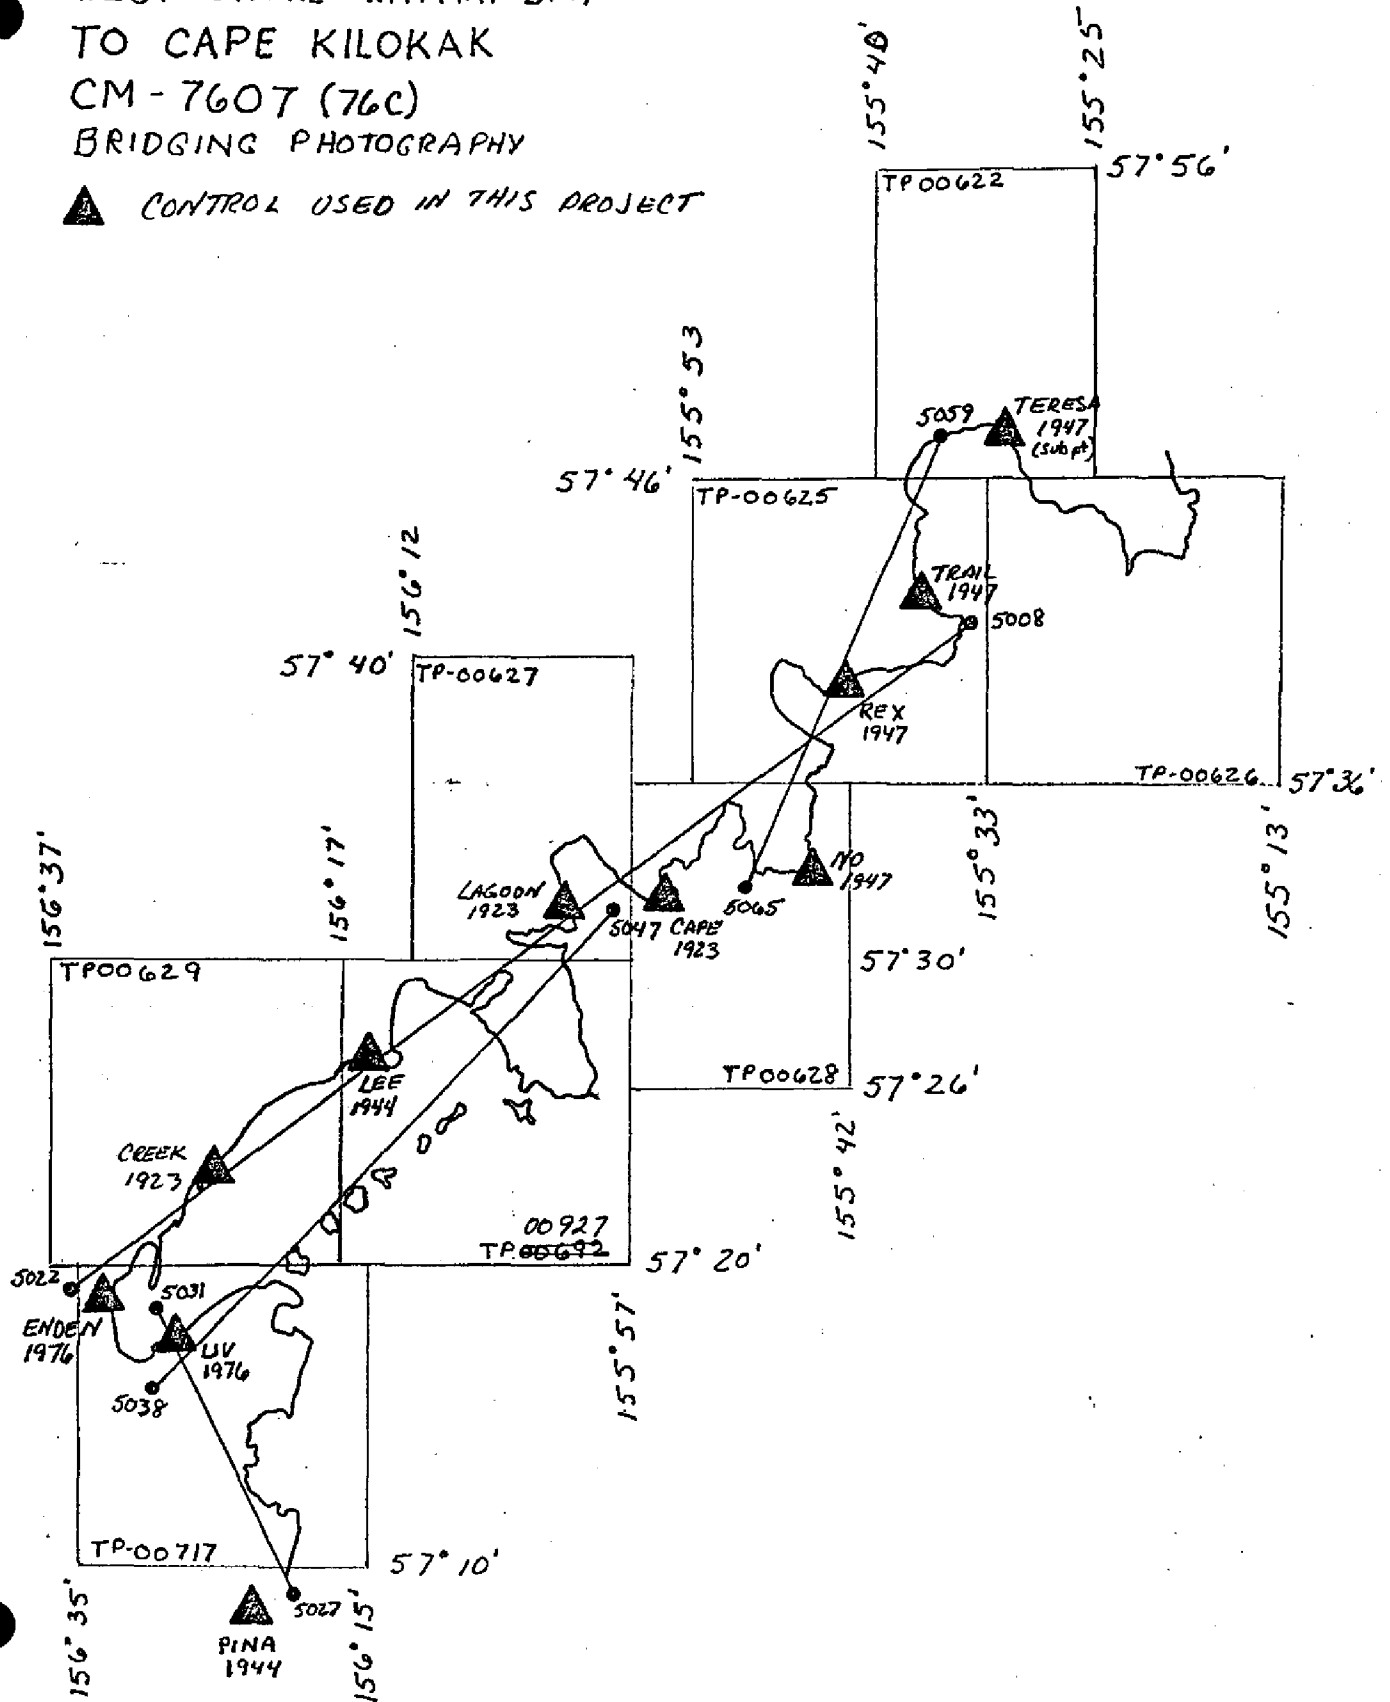 TO CAPE KILOKAK
CM-7607 (76C)
BRIDGING PHOTOGRAPHY
CONTROL USED IN THIS PROJECT
155°40'
155°25'
57°56'
TP00622
155°53
5059
TERESA
1947
(sub pt)
57°46'
TP-00625
156°12
TRAIL
1947
5008
57°40'
TP-00627
REX
1947
TP-00626
57°36'
156°37'
156°17'
155°33'
155°13'
LAGOON
1923
5047
CAPE
1923
5065
NO
1947
TP00629
57°30'
LEE
1944
TP00628
57°26'
CREEK
1923
155°42'
00927
TP.00692
57°20'
5022
5031
ENDEN
1976
LIV
1976
155°57'
5038
TP-00717
57°10'
156°35'
5027
156°15'
PINA
1944